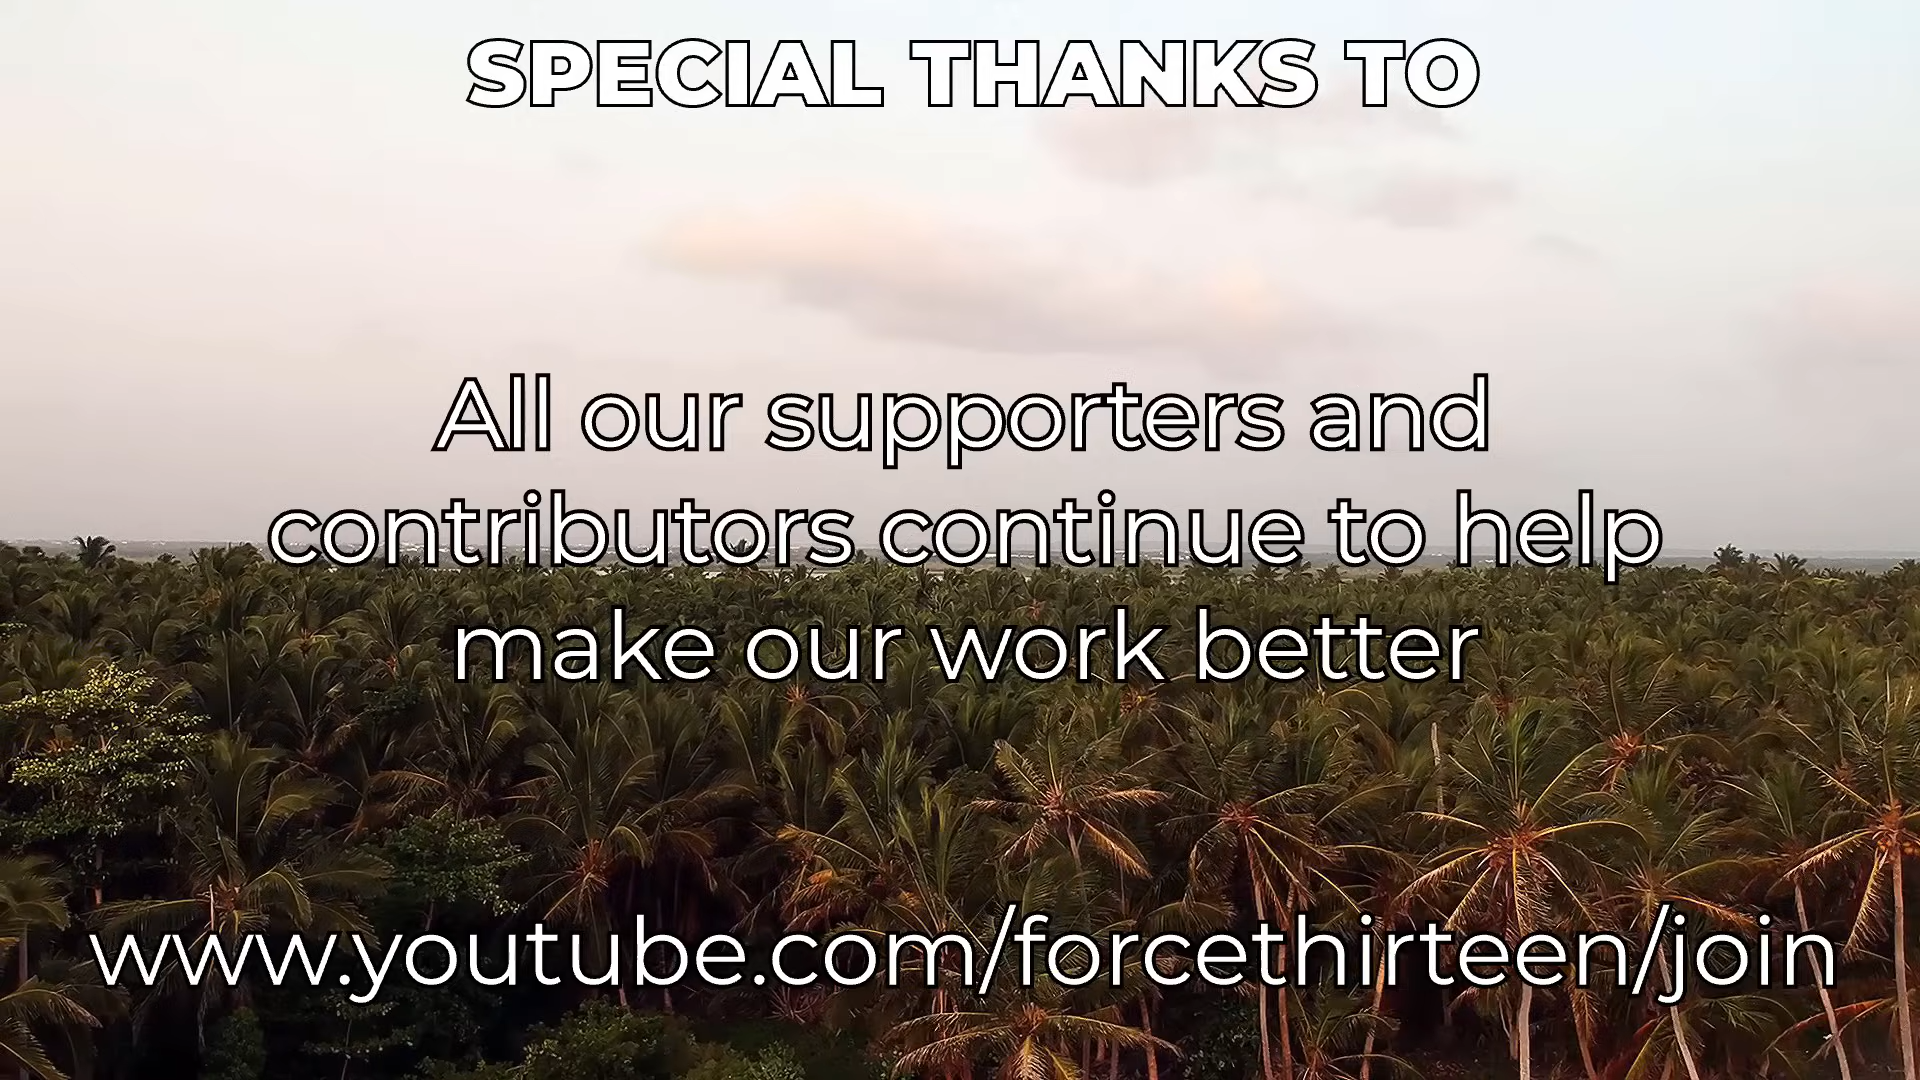 SPECIAL THANKS TO
All our supporters and
contributors continue to help
make our work better
www.youtube.com/forcethirteen/join